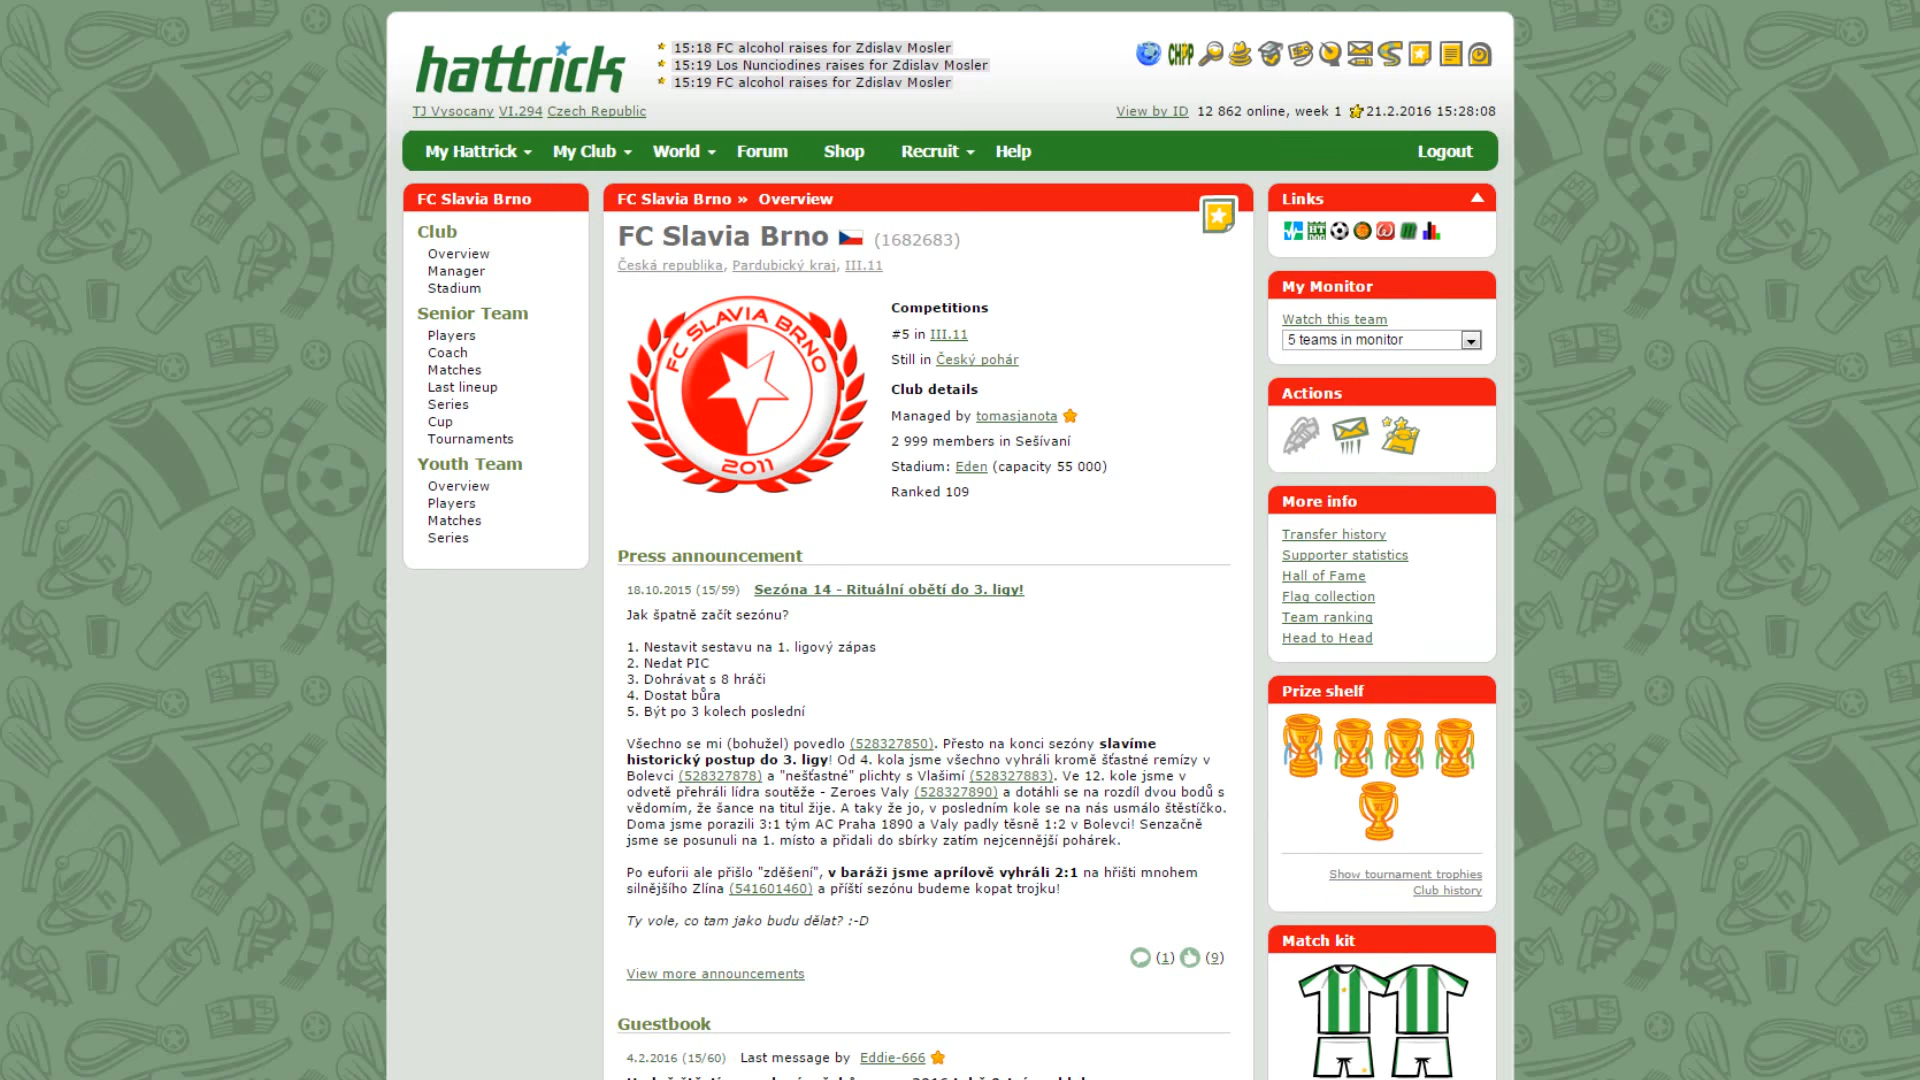 hattrick
15:18 FC alcohol raises for Zdislav Mosler
15:19 Los Nunciodines raises for Zdislav Mosler
15:19 FC alcohol raises for Zdislav Mosler
CHPP
TJ Vysocany VI.294 Czech Republic
View by ID 12 862 online, week 1 21.2.2016 15:28:08
My Hattrick My Club World Forum Shop Recruit Help Logout
FC Slavia Brno
Club
Overview
Manager
Stadium
Senior Team
Players
Coach
Matches
Last lineup
Series
Cup
Tournaments
Youth Team
Overview
Players
Matches
Series
FC Slavia Brno » Overview
FC Slavia Brno (1682683)
Česká republika, Pardubický kraj, III.11
FC SLAVIA BRNO
2011
Competitions
#5 in III.11
Still in Český pohár
Club details
Managed by tomasjanota
2 999 members in Sešívaní
Stadium: Eden (capacity 55 000)
Ranked 109
Press announcement
18.10.2015 (15/59) Sezóna 14 - Rituální obětí do 3. ligy!
Jak špatně začít sezónu?
1. Nestavit sestavu na 1. ligový zápas
2. Nedat PIC
3. Dohrávat s 8 hráči
4. Dostat bůra
5. Být po 3 kolech poslední
Všechno se mi (bohužel) povedlo (528327850). Přesto na konci sezóny slavíme
historický postup do 3. ligy! Od 4. kola jsme všechno vyhráli kromě šťastné remízy v
Bolevci (528327878) a "nešťastné" plichty s Vlašimí (528327883). Ve 12. kole jsme v
odvetě přehráli lídra soutěže - Zeroes Valy (528327890) a dotáhli se na rozdíl dvou bodů s
vědomím, že šance na titul žije. A taky že jo, v posledním kole se na nás usmálo štěstíčko.
Doma jsme porazili 3:1 tým AC Praha 1890 a Valy padly těsně 1:2 v Bolevci! Senzačně
jsme se posunuli na 1. místo a přidali do sbírky zatím nejcennější pohárek.
Po euforii ale přišlo "zděšení", v baráži jsme aprílově vyhráli 2:1 na hřišti mnohem
silnějšího Zlína (541601460) a příští sezónu budeme kopat trojku!
Ty vole, co tam jako budu dělat? :-D
(1) (9)
View more announcements
Guestbook
4.2.2016 (15/60) Last message by Eddie-666
Links
My Monitor
Watch this team
5 teams in monitor
Actions
More info
Transfer history
Supporter statistics
Hall of Fame
Flag collection
Team ranking
Head to Head
Prize shelf
Show tournament trophies
Club history
Match kit